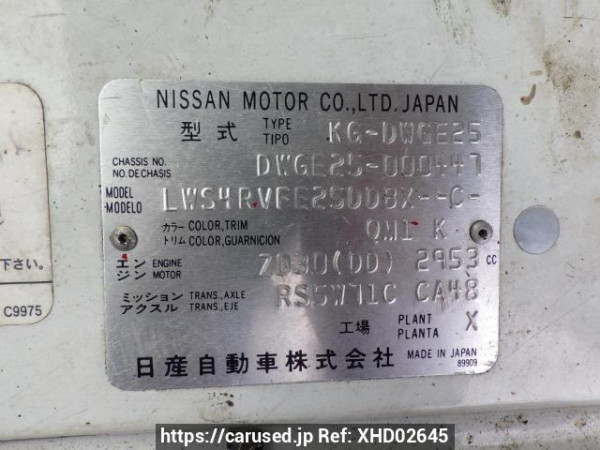 NISSAN MOTOR CO.,LTD. JAPAN
型式 TYPE TIPO KG-DWGE25
CHASSIS NO. NO. DE CHASIS DWGE25-000447
MODEL -MODELO LWS4RVFE25DD8X--C-
カラー トリム COLOR,TRIM COLOR, GUARNICION QM1 K
エンジン ENGINE MOTOR ZD30(DD) 2953 CC
ミッション アクスル TRANS.,AXLE TRANS.,EJE RS5W71C CA48
工場 PLANT PLANTA X
日産自動車株式会社 MADE IN JAPAN
89909
下さい。
C9975
https://carused.jp Ref: XHD02645